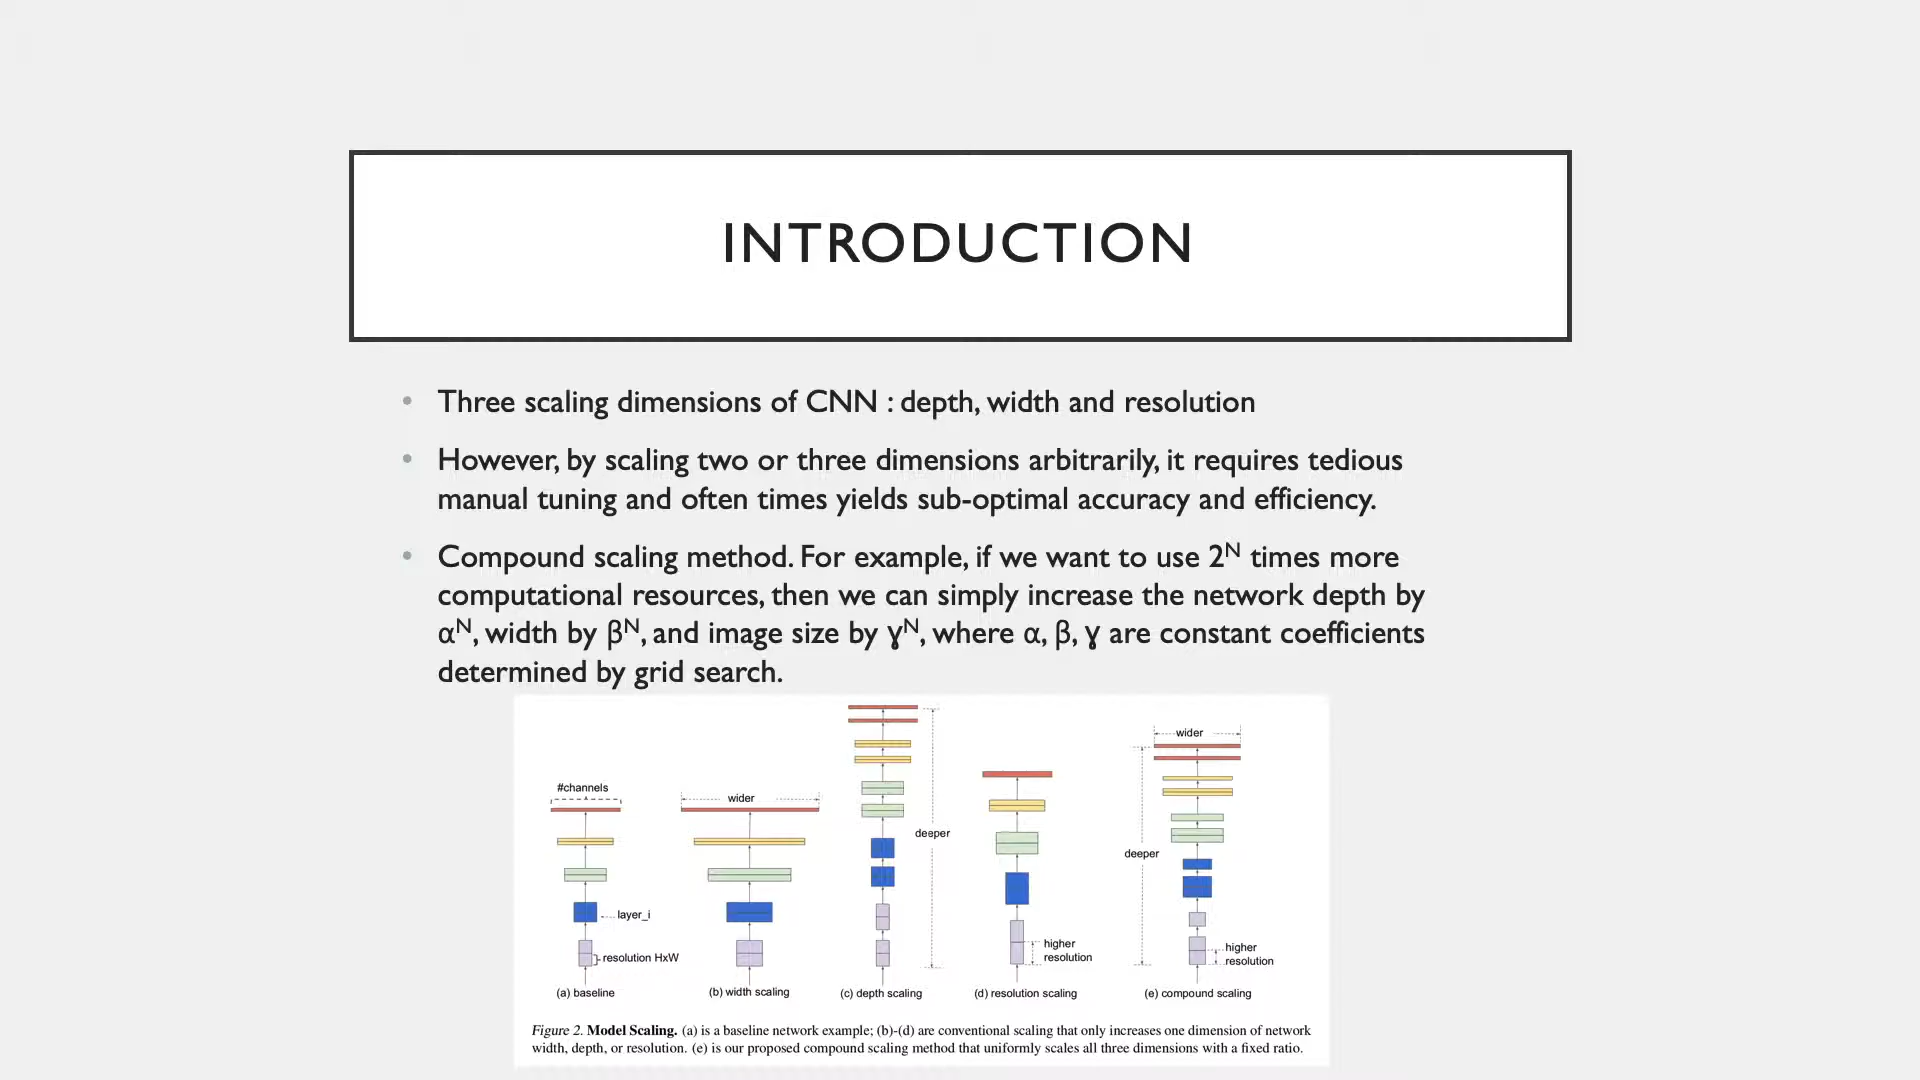 INTRODUCTION
• Three scaling dimensions of CNN : depth, width and resolution
• However, by scaling two or three dimensions arbitrarily, it requires tedious
manual tuning and often times yields sub-optimal accuracy and efficiency.
• Compound scaling method. For example, if we want to use 2^N times more
computational resources, then we can simply increase the network depth by
α^N, width by β^N, and image size by γ^N, where α, β, γ are constant coefficients
determined by grid search.
#channels
layer_i
resolution HxW
(a) baseline
wider
(b) width scaling
deeper
(c) depth scaling
higher
resolution
(d) resolution scaling
wider
deeper
higher
resolution
(e) compound scaling
Figure 2. Model Scaling. (a) is a baseline network example; (b)-(d) are conventional scaling that only increases one dimension of network
width, depth, or resolution. (e) is our proposed compound scaling method that uniformly scales all three dimensions with a fixed ratio.